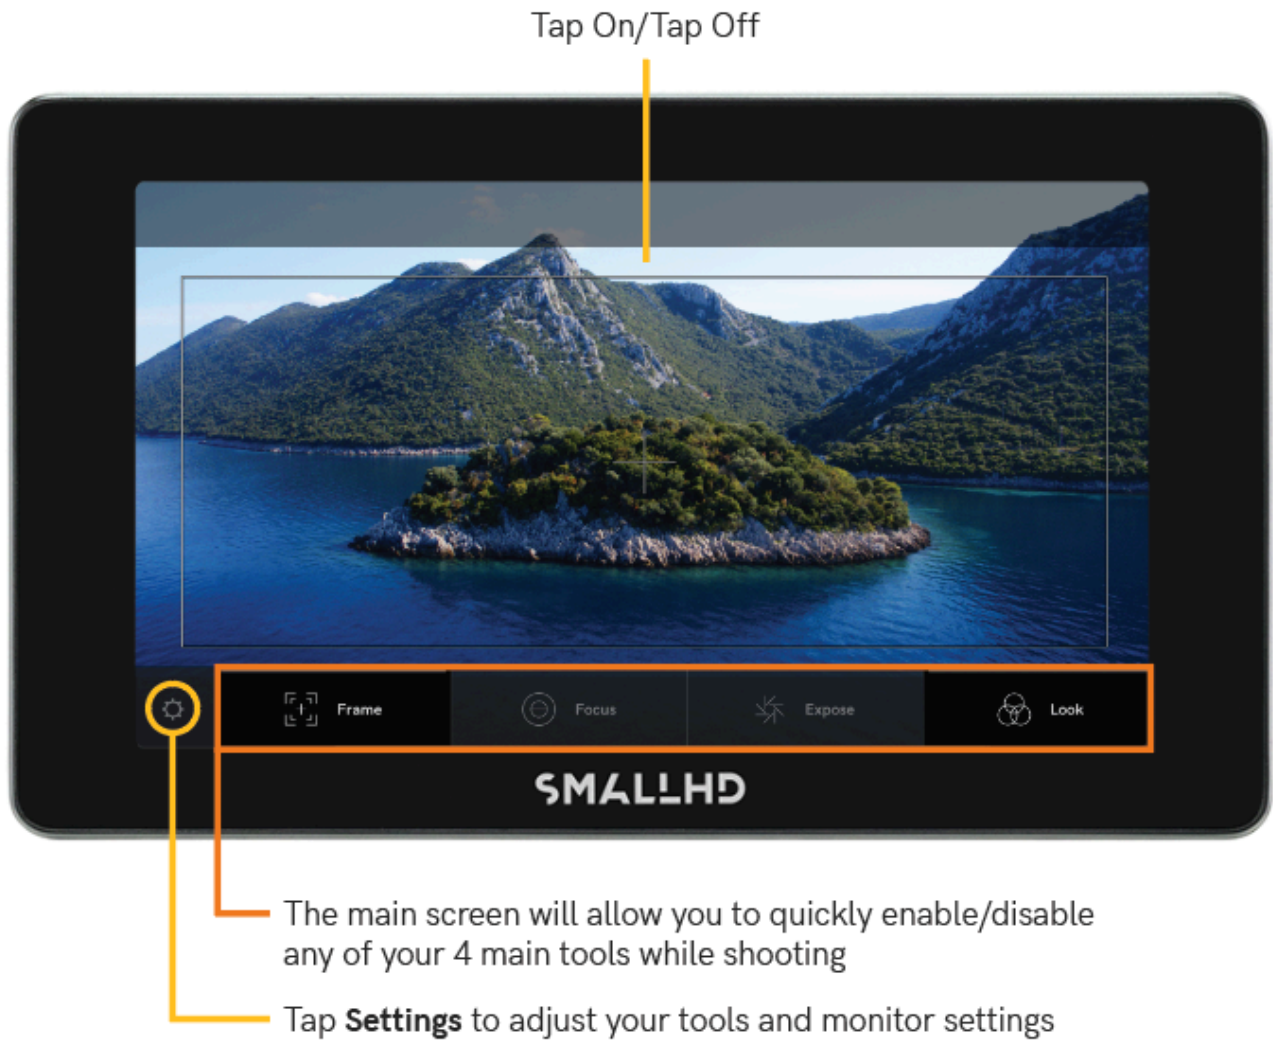 Tap On/Tap Off
Frame
Focus
Expose
Look
SMALLHD
The main screen will allow you to quickly enable/disable
any of your 4 main tools while shooting
Tap Settings to adjust your tools and monitor settings